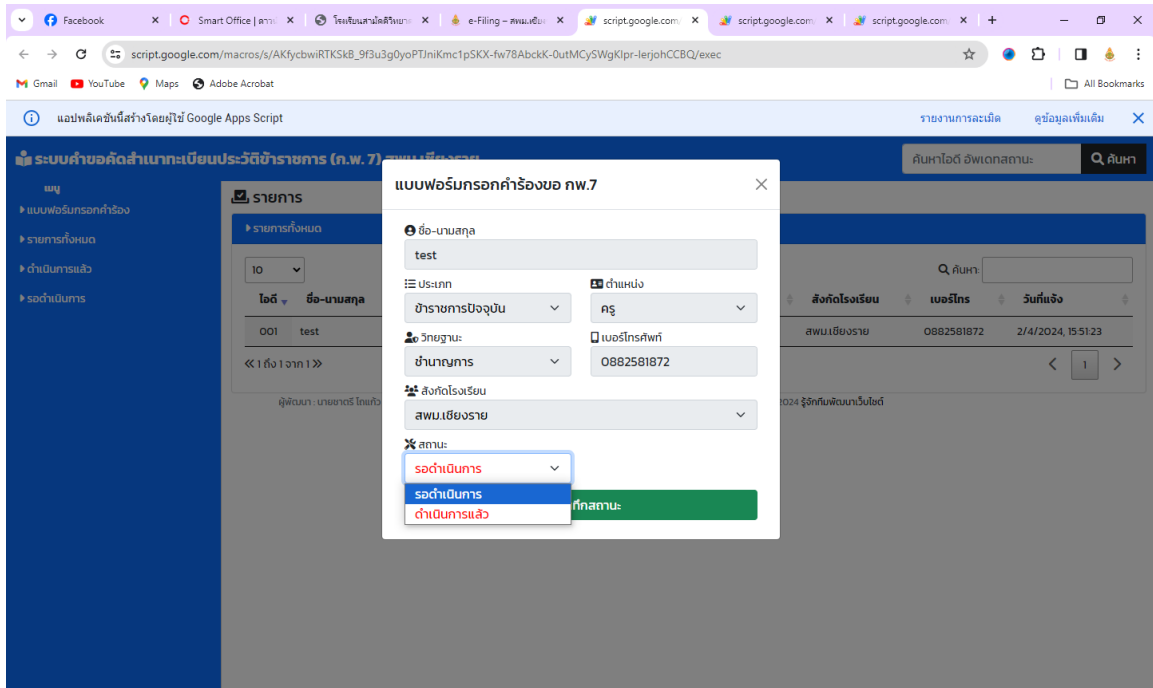 Facebook
Smart Office | ดาวน์
โรงเรียนสามัคคีวิทยาค
e-Filing – สพม.เชีย
script.google.com/
script.google.com/
script.google.com/
script.google.com/macros/s/AKfycbwiRTKSkB_9f3u3g0yoPTJniKmc1pSKX-fw78AbckK-0utMCySWgKlpr-IerjohCCBQ/exec
Gmail YouTube Maps Adobe Acrobat All Bookmarks
แอปพลิเคชันนี้สร้างโดยผู้ใช้ Google Apps Script รายงานการละเมิด ดูข้อมูลเพิ่มเติม
ระบบคำขอคัดสำเนาทะเบียนประวัติข้าราชการ (ก.พ. 7) สพม.เชียงราย ค้นหาไอดี อัพเดทสถานะ ค้นหา
เมนู
แบบฟอร์มกรอกคำร้อง
รายการทั้งหมด
ดำเนินการแล้ว
รอดำเนินการ
รายการ
รายการทั้งหมด
10 ค้นหา:
ไอดี ชื่อ-นามสกุล สังกัดโรงเรียน เบอร์โทร วันที่แจ้ง
001 test สพม.เชียงราย 0882581872 2/4/2024, 15:51:23
1 ถึง 1 จาก 1 1
ผู้พัฒนา : นายชาตรี ไถแก้ว 2024 รู้จักทีมพัฒนาเว็บไซต์
แบบฟอร์มกรอกคำร้องขอ กพ.7
ชื่อ-นามสกุล
test
ประเภท ตำแหน่ง
ข้าราชการปัจจุบัน ครู
วิทยฐานะ เบอร์โทรศัพท์
ชำนาญการ 0882581872
สังกัดโรงเรียน
สพม.เชียงราย
สถานะ
รอดำเนินการ
รอดำเนินการ
ดำเนินการแล้ว
ทึกสถานะ